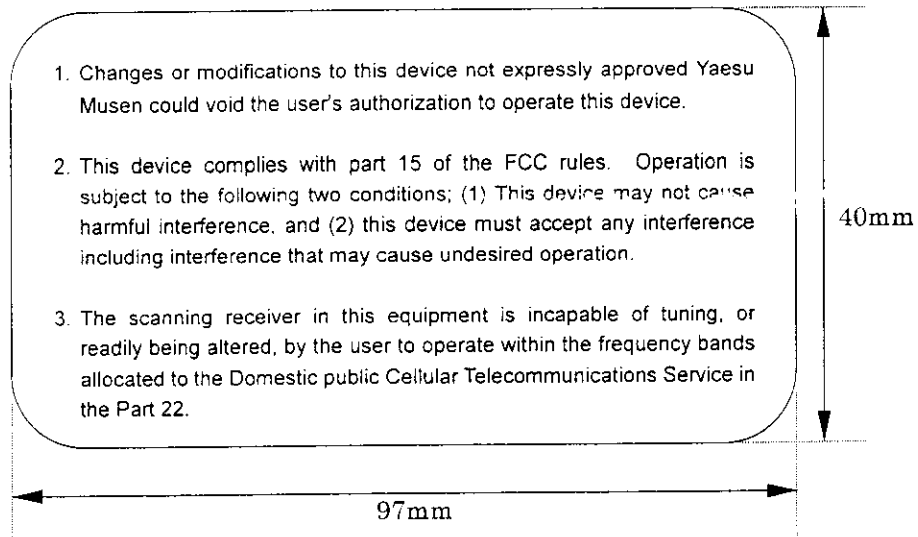 1. Changes or modifications to this device not expressly approved Yaesu
Musen could void the user's authorization to operate this device.
2. This device complies with part 15 of the FCC rules. Operation is
subject to the following two conditions; (1) This device may not cause
harmful interference, and (2) this device must accept any interference
including interference that may cause undesired operation.
3. The scanning receiver in this equipment is incapable of tuning, or
readily being altered, by the user to operate within the frequency bands
allocated to the Domestic public Cellular Telecommunications Service in
the Part 22.
40mm
97mm